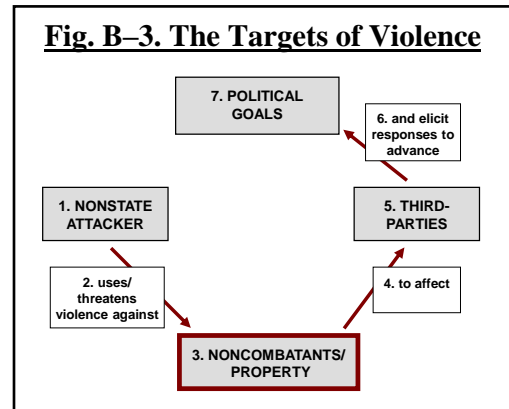 Fig. B–3. The Targets of Violence
7. POLITICAL
GOALS
6. and elicit
responses to
advance
1. NONSTATE
ATTACKER
5. THIRD-
PARTIES
2. uses/
threatens
violence against
4. to affect
3. NONCOMBATANTS/
PROPERTY